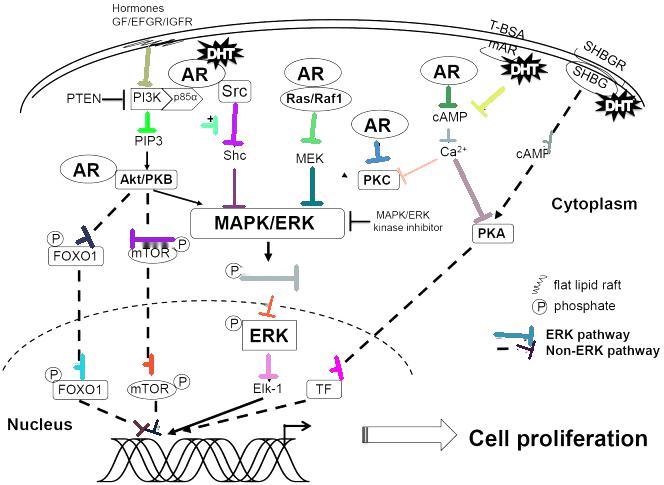 Hormones
GF/EFGR/IGFR
T-BSA
mAR
SHBGR
SHBG
DHT
DHT
DHT
AR
Src
AR
Ras/Raf1
AR
PTEN
PI3K
p85α
+
cAMP
AR
PIP3
Shc
MEK
Ca²⁺
cAMP
AR
Akt/PKB
PKC
Cytoplasm
MAPK/ERK
MAPK/ERK
kinase inhibitor
PKA
P
FOXO1
P
mTOR
P
flat lipid raft
P
phosphate
P
ERK
ERK pathway
Non-ERK pathway
P
FOXO1
mTOR
P
Elk-1
TF
Nucleus
Cell proliferation